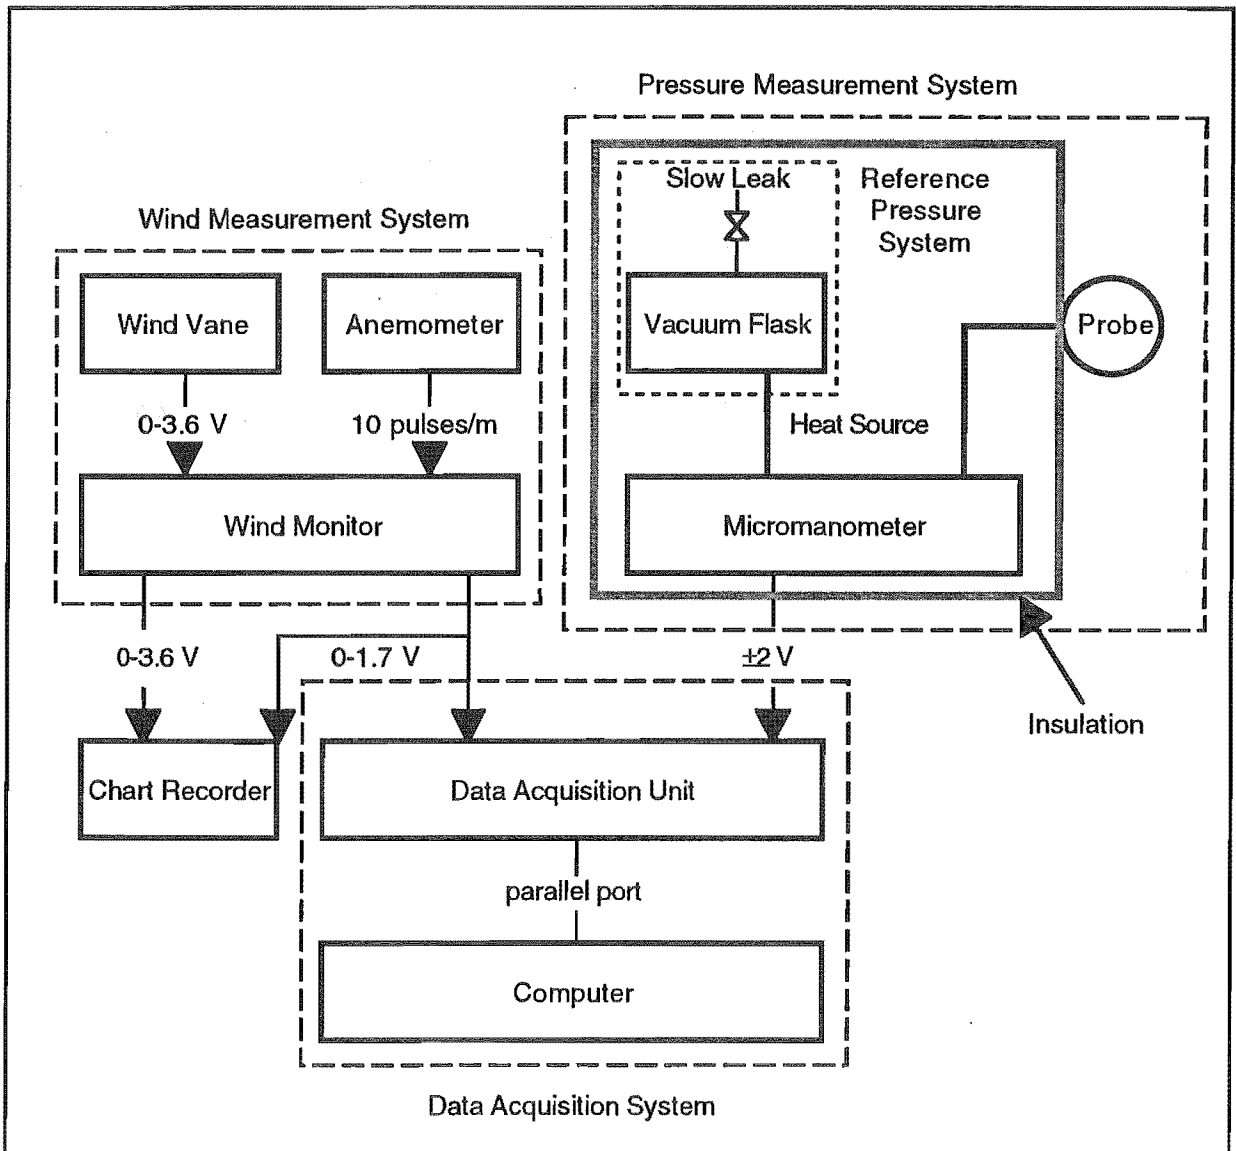 Pressure Measurement System
Slow Leak
Reference
Pressure
System
Wind Measurement System
Wind Vane
Anemometer
Vacuum Flask
Probe
0-3.6 V
10 pulses/m
Heat Source
Wind Monitor
Micromanometer
0-3.6 V
0-1.7 V
±2 V
Insulation
Chart Recorder
Data Acquisition Unit
parallel port
Computer
Data Acquisition System